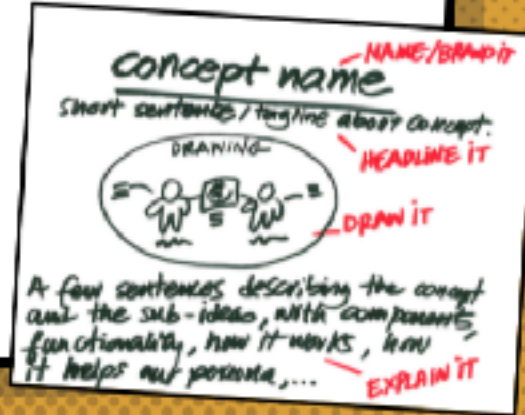 concept name
NAME/BRAND IT
short sentence/tagline about concept.
HEADLINE IT
DRAWING
DRAW IT
A few sentences describing the concept
and the sub-ideas, with components,
functionality, how it works, how
it helps our persona,...
EXPLAIN IT